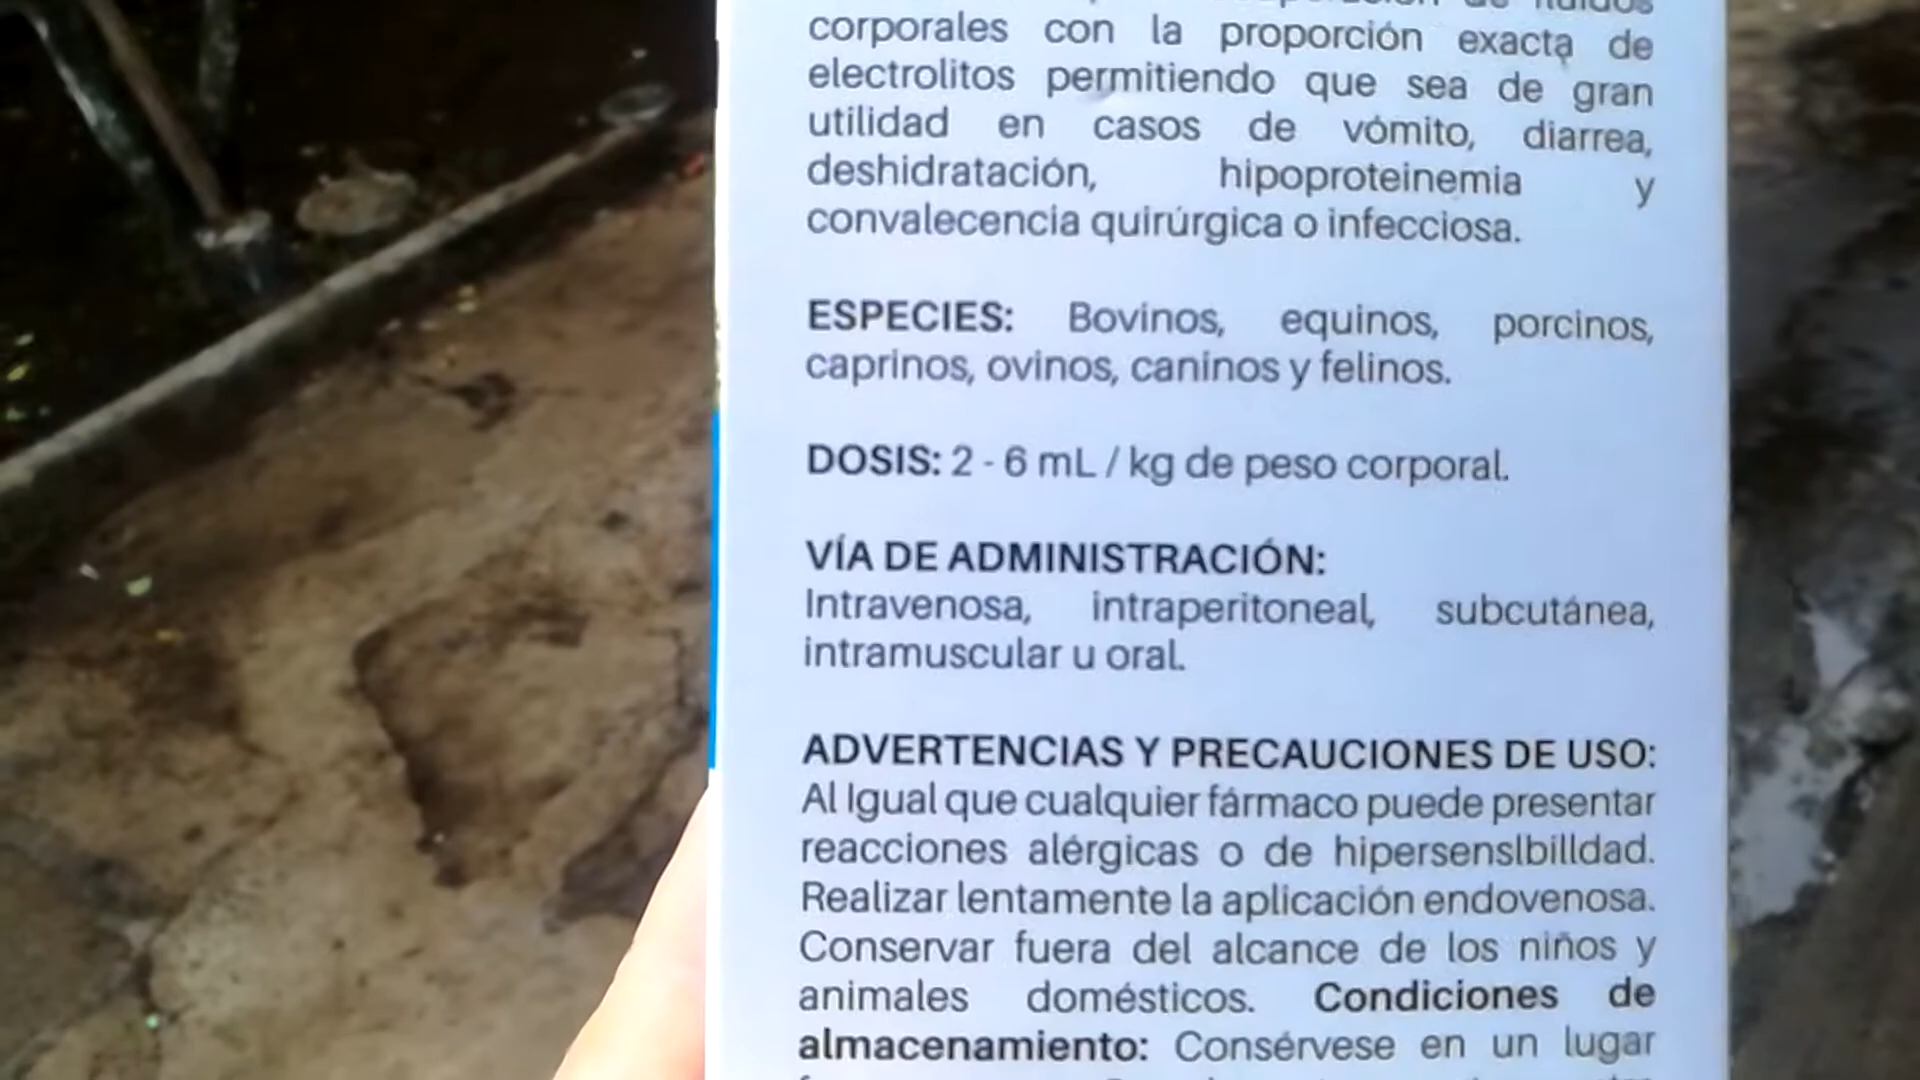 fluidos
corporales con la proporción exacta de
electrolitos permitiendo que sea de gran
utilidad en casos de vómito, diarrea,
deshidratación, hipoproteinemia y
convalecencia quirúrgica o infecciosa.
ESPECIES: Bovinos, equinos, porcinos,
caprinos, ovinos, caninos y felinos.
DOSIS: 2 - 6 mL / kg de peso corporal.
VÍA DE ADMINISTRACIÓN:
Intravenosa, intraperitoneal, subcutánea,
intramuscular u oral.
ADVERTENCIAS Y PRECAUCIONES DE USO:
Al Igual que cualquier fármaco puede presentar
reacciones alérgicas o de hipersenslbilldad.
Realizar lentamente la aplicación endovenosa.
Conservar fuera del alcance de los niños y
animales domésticos. Condiciones de
almacenamiento: Consérvese en un lugar